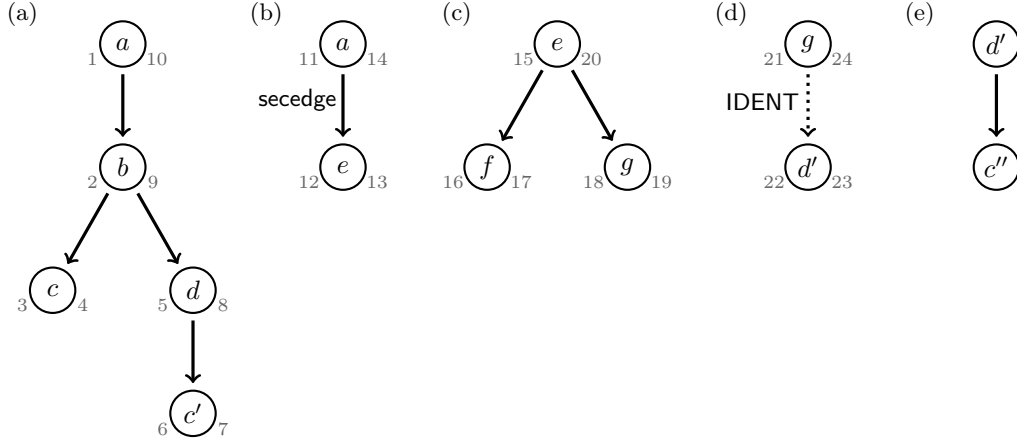 (a) (b) (c) (d) (e)
a a e g d′
1 10 11 14 15 20 21 24
secedge IDENT
b e f g d′ c′′
2 9 12 13 16 17 18 19 22 23
c d
3 4 5 8
c′
6 7